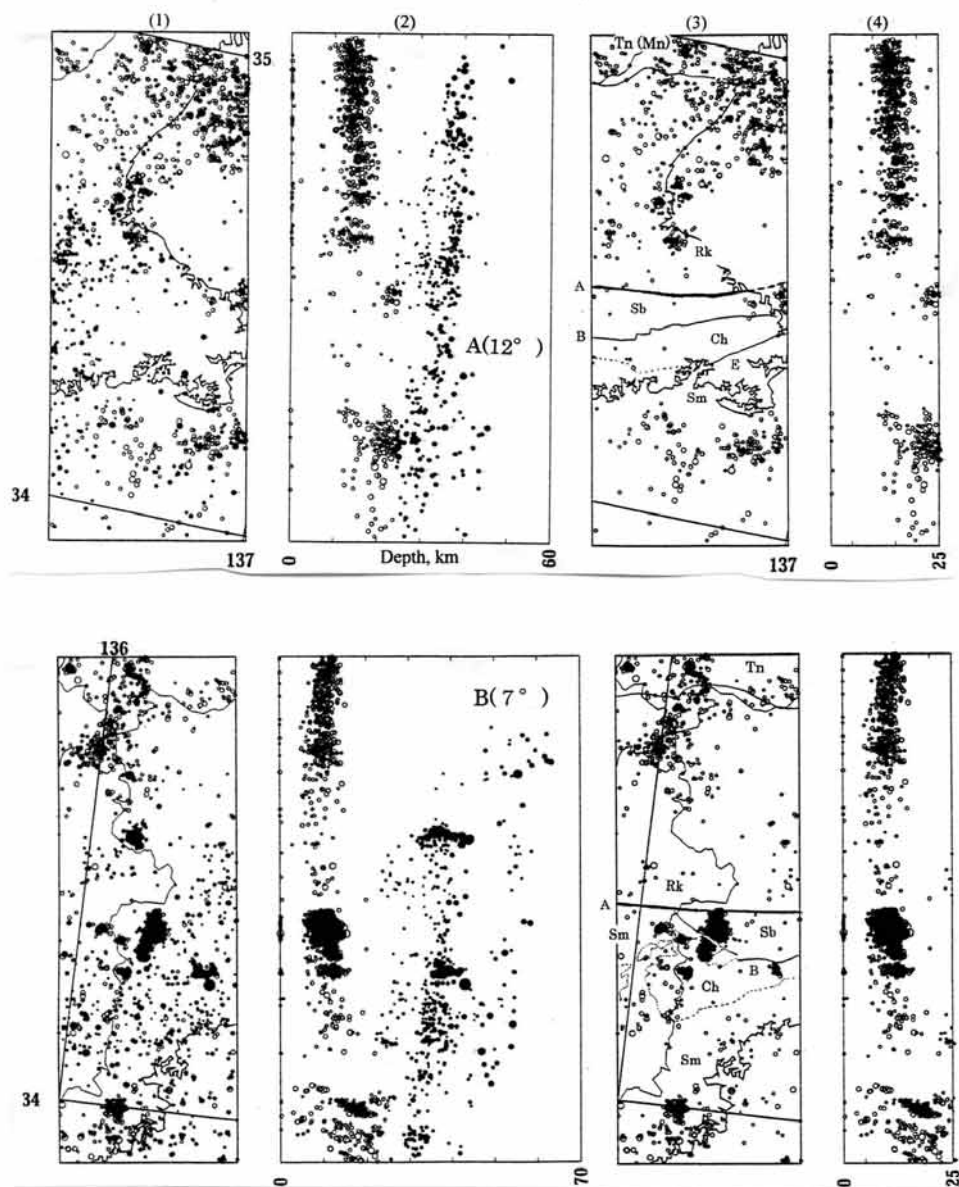 (1) (2) (3) (4)
35
Tn (Mn)
Rk
A
Sb
A(12°)
B
Ch
E
Sm
34
137
0
Depth, km
60
137
0
25
136
B(7°)
Tn
Rk
A
Sm
Sb
B
Ch
Sm
34
0
70
0
25